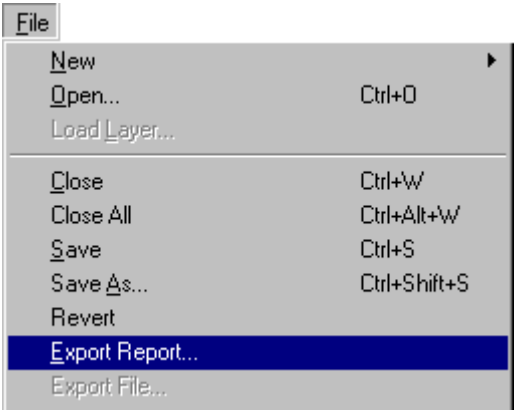 File
New
Open... Ctrl+O
Load Layer...
Close Ctrl+W
Close All Ctrl+Alt+W
Save Ctrl+S
Save As... Ctrl+Shift+S
Revert
Export Report...
Export File...